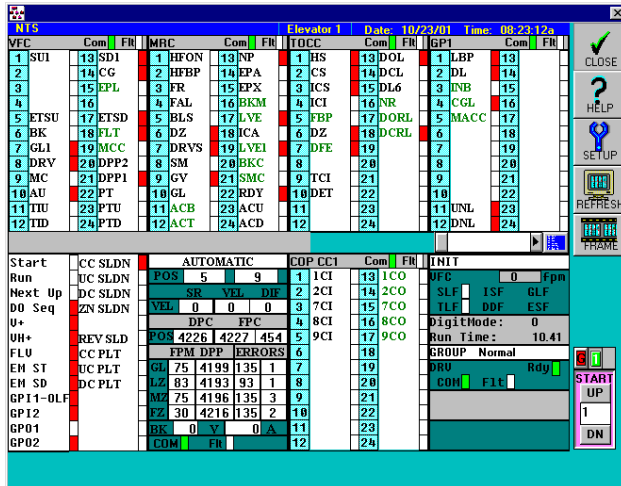 NTS Elevator 1 Date: 10/23/01 Time: 08:23:12a
VFC Com Flt MRC Com Flt TOCC Com Flt GP1 Com Flt
1 SU1 13 SD1 1 HFON 13 NP 1 HS 13 DOL 1 LBP 13
2 14 CG 2 HFBP 14 EPA 2 CS 14 DCL 2 DL 14
3 15 EPL 3 FR 15 EPX 3 ICS 15 DL6 3 INB 15
4 16 4 FAL 16 BKM 4 ICI 16 NR 4 CGL 16
5 ETSU 17 ETSD 5 BLS 17 LVE 5 FBP 17 DORL 5 MACC 17
6 BK 18 FLT 6 DZ 18 ICA 6 DZ 18 DCRL 6 18
7 GL1 19 MCC 7 DRVS 19 LVE1 7 DFE 19 7 19
8 DRV 20 DPP2 8 SM 20 BKC 8 20 8 20
9 MC 21 DPP1 9 GV 21 SMC 9 TCI 21 9 21
10 AU 22 PT 10 GL 22 RDY 10 DET 22 10 22
11 TIU 23 PTU 11 ACB 23 ACU 11 23 11 UNL 23
12 TID 24 PTD 12 ACT 24 ACD 12 24 12 DNL 24
CLOSE
HELP
SETUP
REFRESH
FRAME
Start CC SLDN
Run UC SLDN
Next Up DC SLDN
DO Seq ZN SLDN
V+
VH+ REV SLD
FLV CC PLT
EM ST UC PLT
EM SD DC PLT
GPI1-OLF
GPI2
GPO1
GPO2
AUTOMATIC
POS 5 9
SR VEL DIF
VEL 0 0 0
DPC FPC
POS 4226 4227 454
FPM DPP ERRORS
GL 75 4199 135 1
LZ 83 4193 93 1
MZ 75 4196 135 3
FZ 30 4216 135 2
BK 0 V 0 A
COM Flt
COP CC1 Com Flt
1 1CI 13 1CO
2 2CI 14 2CO
3 7CI 15 7CO
4 8CI 16 8CO
5 9CI 17 9CO
6 18
7 19
8 20
9 21
10 22
11 23
12 24
INIT
VFC 0 Fpm
SLF ISF GLF
TLF DDF ESF
DigitMode: 0
Run Time: 10.41
GROUP Normal
DRV Rdy
COM Flt
START
UP
1
DN